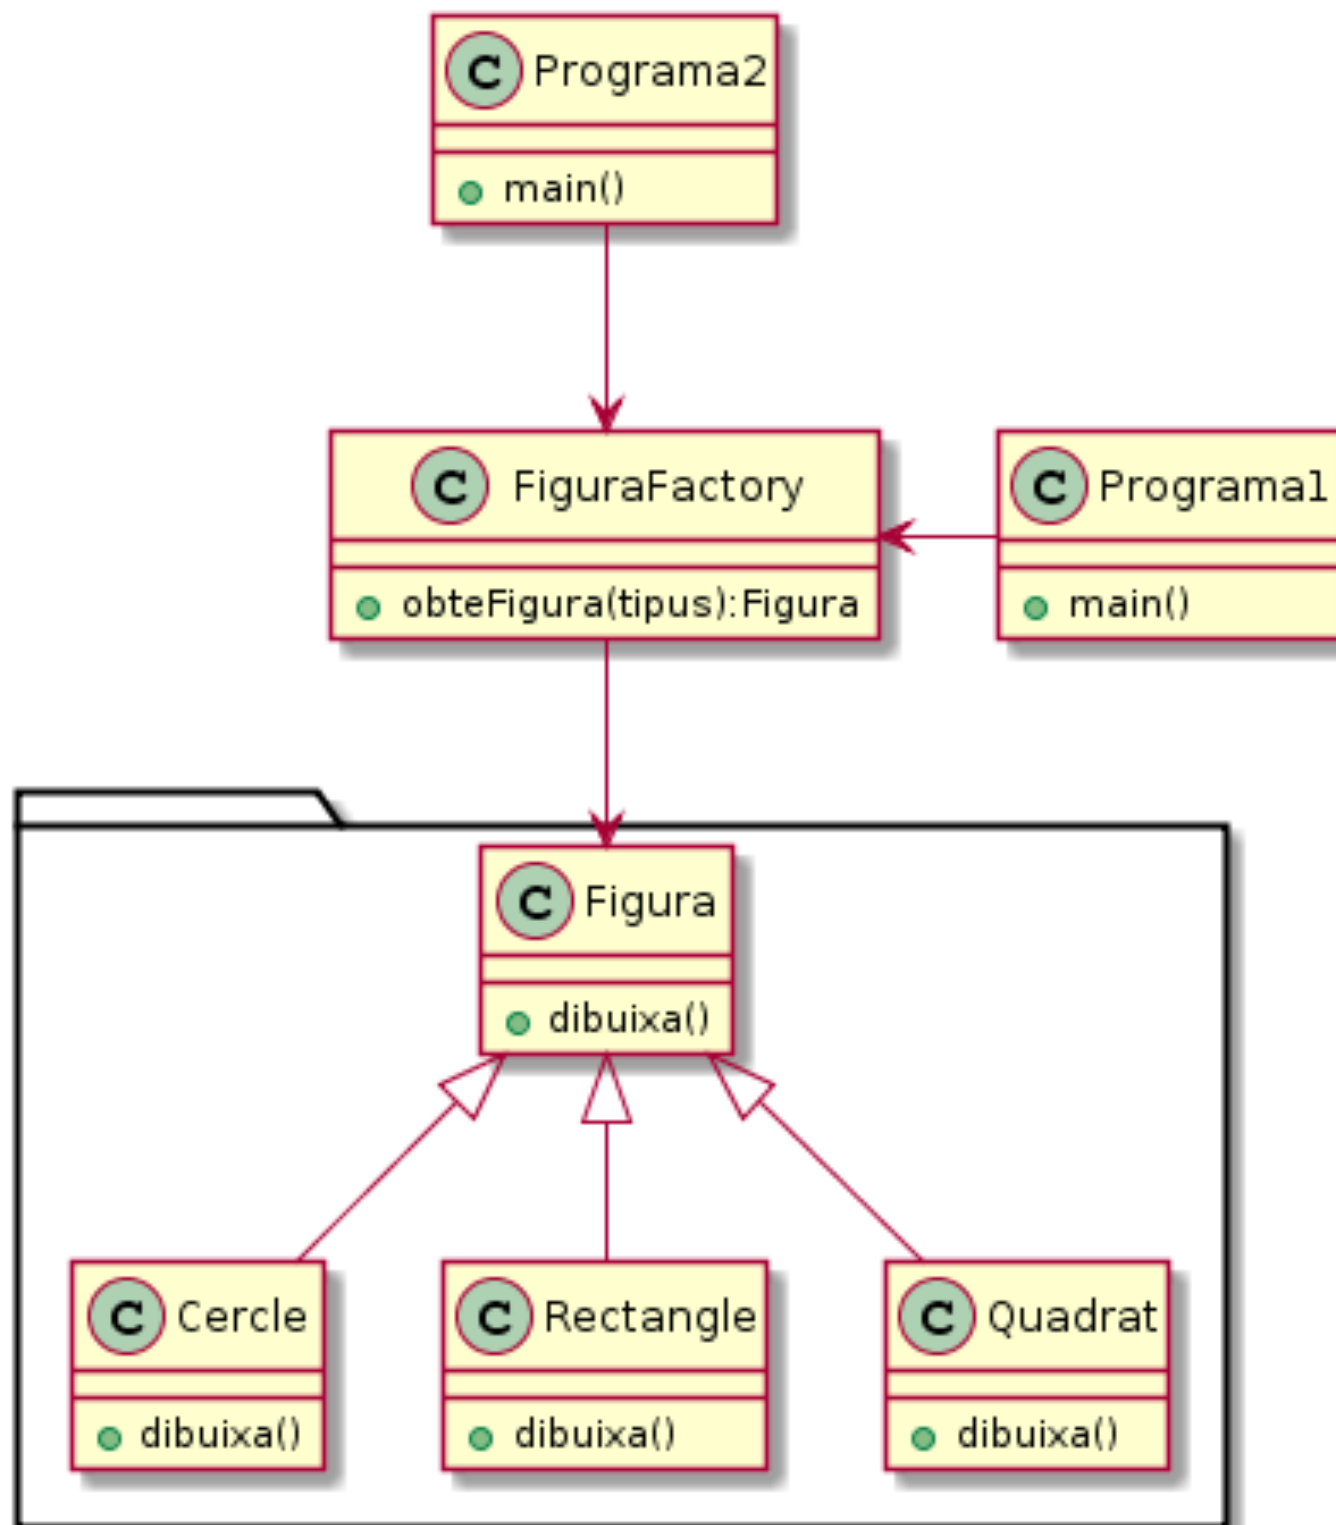 C Programa2
main()
C FiguraFactory
obteFigura(tipus):Figura
C Programa1
main()
C Figura
dibuixa()
C Cercle
dibuixa()
C Rectangle
dibuixa()
C Quadrat
dibuixa()